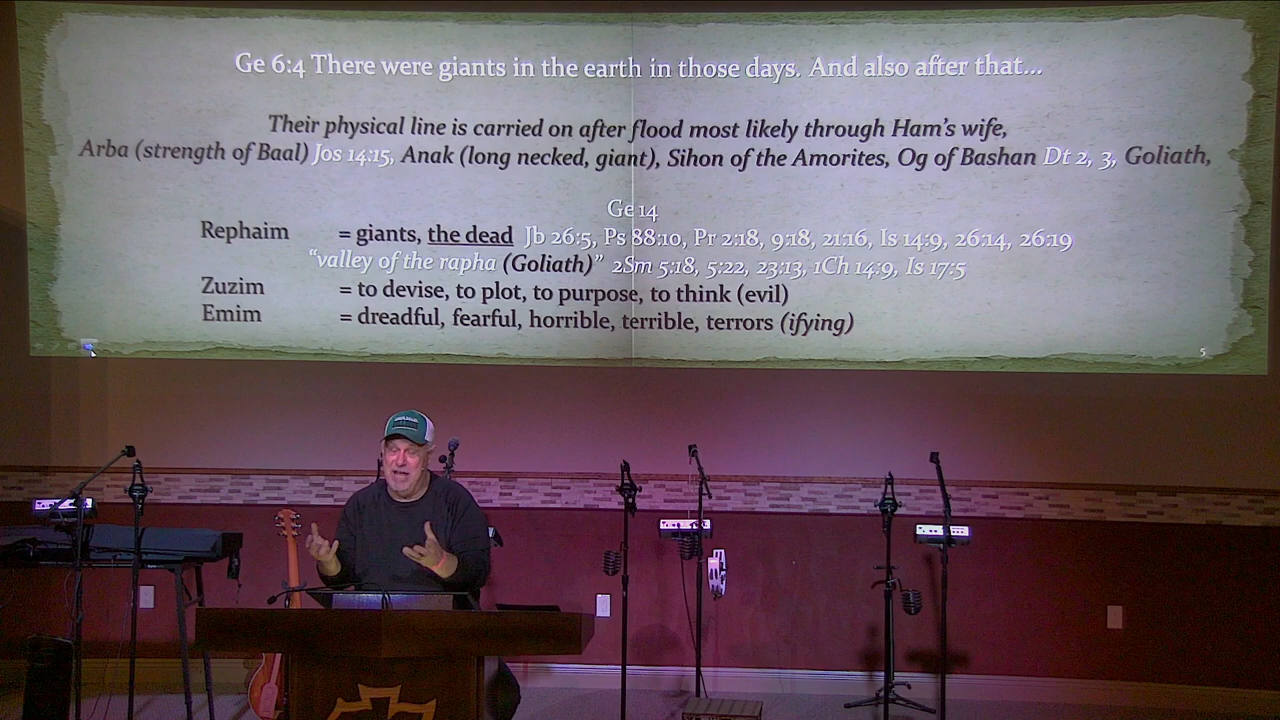 Ge 6:4 There were giants in the earth in those days. And also after that...
Their physical line is carried on after flood most likely through Ham's wife,
Arba (strength of Baal) Jos 14:15, Anak (long necked, giant), Sihon of the Amorites, Og of Bashan Dt 2, 3, Goliath,
Ge 14
Rephaim = giants, the dead Jb 26:5, Ps 88:10, Pr 2:18, 9:18, 21:16, Is 14:9, 26:14, 26:19
"valley of the rapha (Goliath)" 2Sm 5:18, 5:22, 23:13, 1Ch 14:9, Is 17:5
Zuzim = to devise, to plot, to purpose, to think (evil)
Emim = dreadful, fearful, horrible, terrible, terrors (ifying)
5